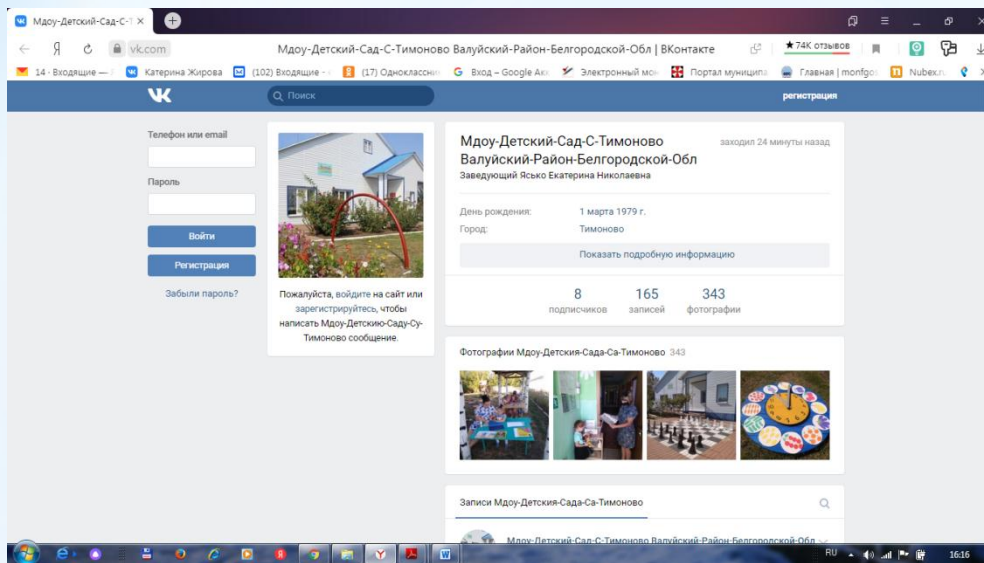 Мдоу-Детский-Сад-С-Т
Я vk.com Мдоу-Детский-Сад-С-Тимоново Валуйский-Район-Белгородской-Обл | ВКонтакте ★74K отзывов
14 · Входящие — Катерина Жирова (102) Входящие - (17) Одноклассни Вход – Google Акк Электронный мон Портал муниципа Главная | monfgo Nubex.ru
Поиск регистрация
Телефон или email
Пароль
Войти
Регистрация
Забыли пароль?
Пожалуйста, войдите на сайт или
зарегистрируйтесь, чтобы
написать Мдоу-Детскию-Саду-Су-
Тимоново сообщение.
Мдоу-Детский-Сад-С-Тимоново
Валуйский-Район-Белгородской-Обл
заходил 24 минуты назад
Заведующий Ясько Екатерина Николаевна
День рождения: 1 марта 1979 г.
Город: Тимоново
Показать подробную информацию
8 165 343
подписчиков записей фотографии
Фотографии Мдоу-Детския-Сада-Са-Тимоново 343
Записи Мдоу-Детския-Сада-Са-Тимоново
Мдоу-Детский-Сад-С-Тимоново Валуйский-Район-Белгородской-Обл
RU 16:16